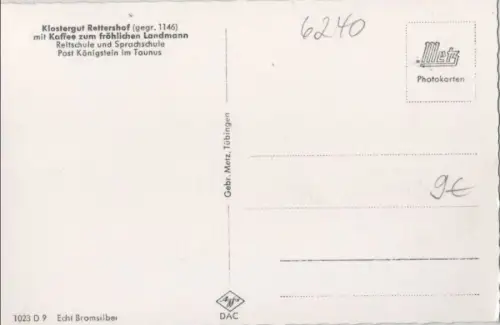 Klostergut Rettershof (gegr. 1146)
mit Kaffee zum fröhlichen Landmann
Reitschule und Sprachschule
Post Königstein im Taunus
6240
Metz
Photokarten
Gebr. Metz, Tübingen
9€
1023 D 9 Echt Bromsilber
Agfa
DAC